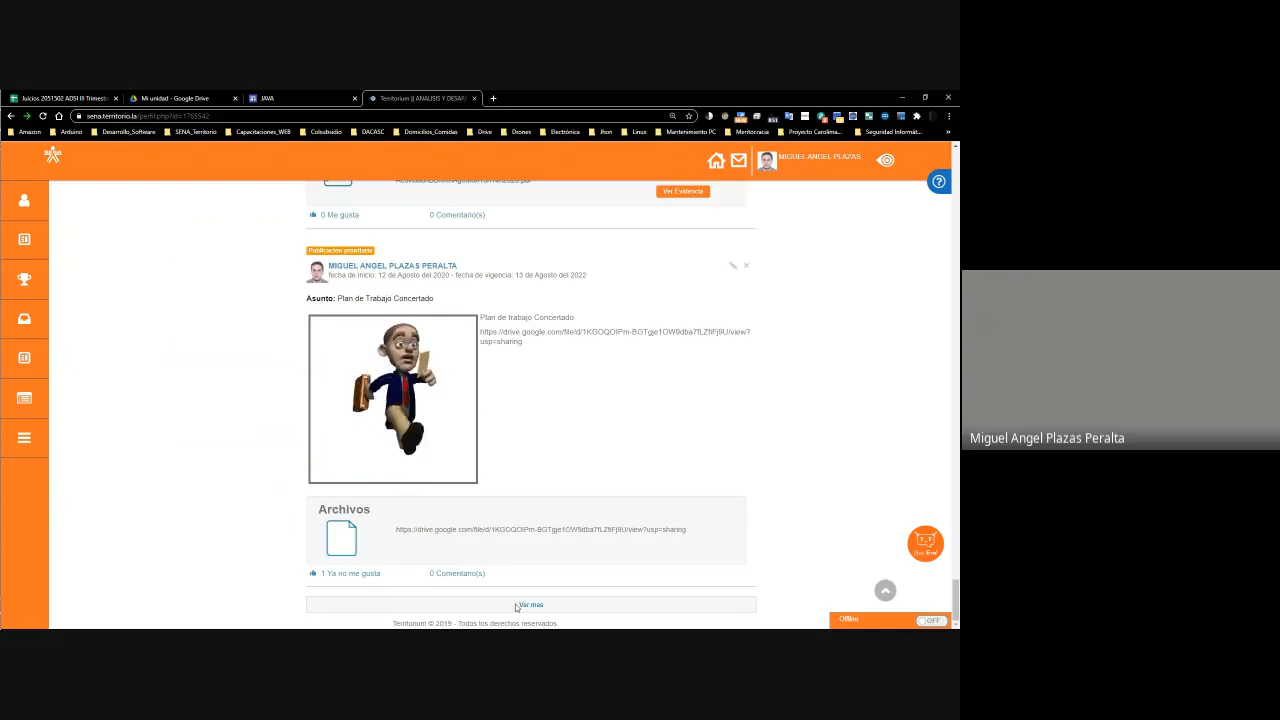 Juicios 2051502 ADSI III Trimest
Mi unidad - Google Drive
JAVA
Territorium || ANALISIS Y DESAR
sena.territorio.la/perfil.php?id=1765542
Amazon
Arduino
Desarrollo_Software
SENA_Territorio
Capacitaciones_WEB
Colsubsidio
DACASC
Domicilios_Comidas
Drive
Drones
Electrónica
Jhon
Linus
Mantenimiento PC
Meritocracia
Proyecto Carolima...
Seguridad Informát...
SENA
MIGUEL ANGEL PLAZAS
Ver Evidencia
0 Me gusta
0 Comentario(s)
Publicación prioritaria
MIGUEL ANGEL PLAZAS PERALTA
fecha de inicio: 12 de Agosto del 2020 - fecha de vigencia: 13 de Agosto del 2022
Asunto: Plan de Trabajo Concertado
Plan de trabajo Concertado
https://drive.google.com/file/d/1KGOQOIPm-BGTgje1OW9dba7fLZfiFj9U/view?
usp=sharing
Archivos
https://drive.google.com/file/d/1KGOQOIPm-BGTgje1OW9dba7fLZfiFj9U/view?usp=sharing
1 Ya no me gusta
0 Comentario(s)
Ver mas
Territorium © 2019 - Todos los derechos reservados.
¡Soy Eva!
Offline
OFF
Miguel Angel Plazas Peralta